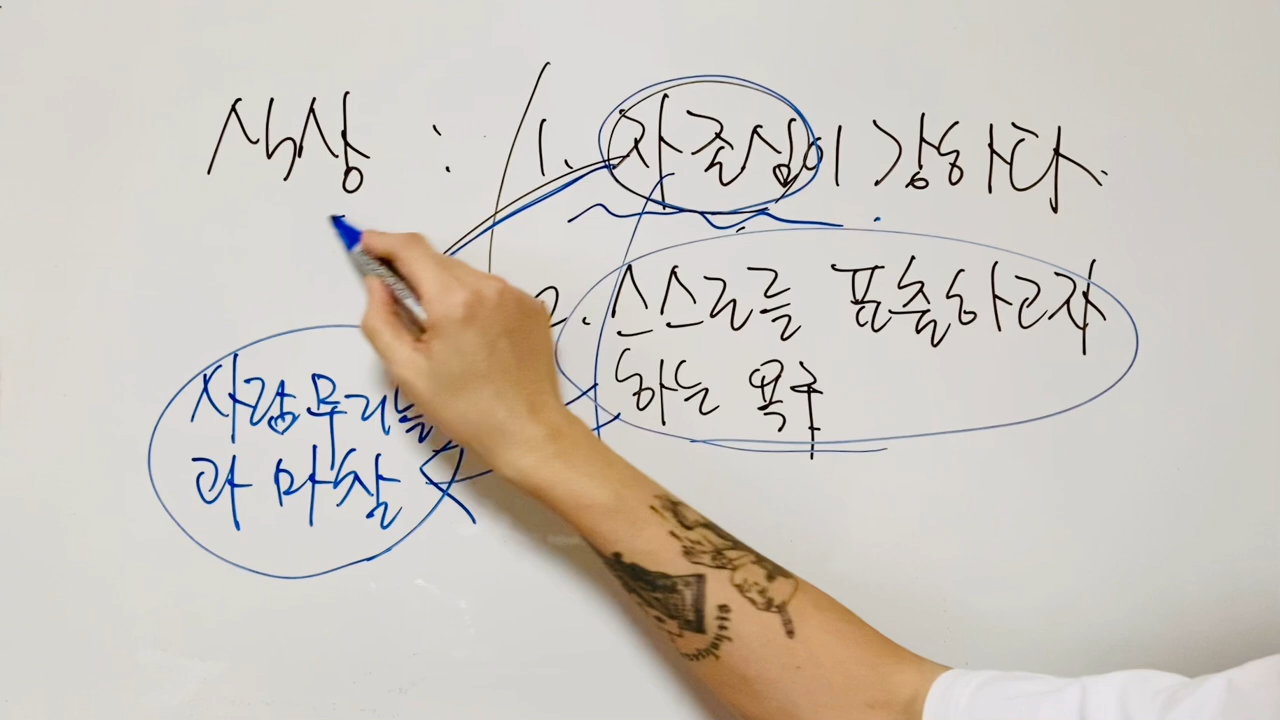 식상 : 1. 자존심이 강하다.
2. 스스로를 표출하고자
하는 욕구
사람무리들
과 마찰 X